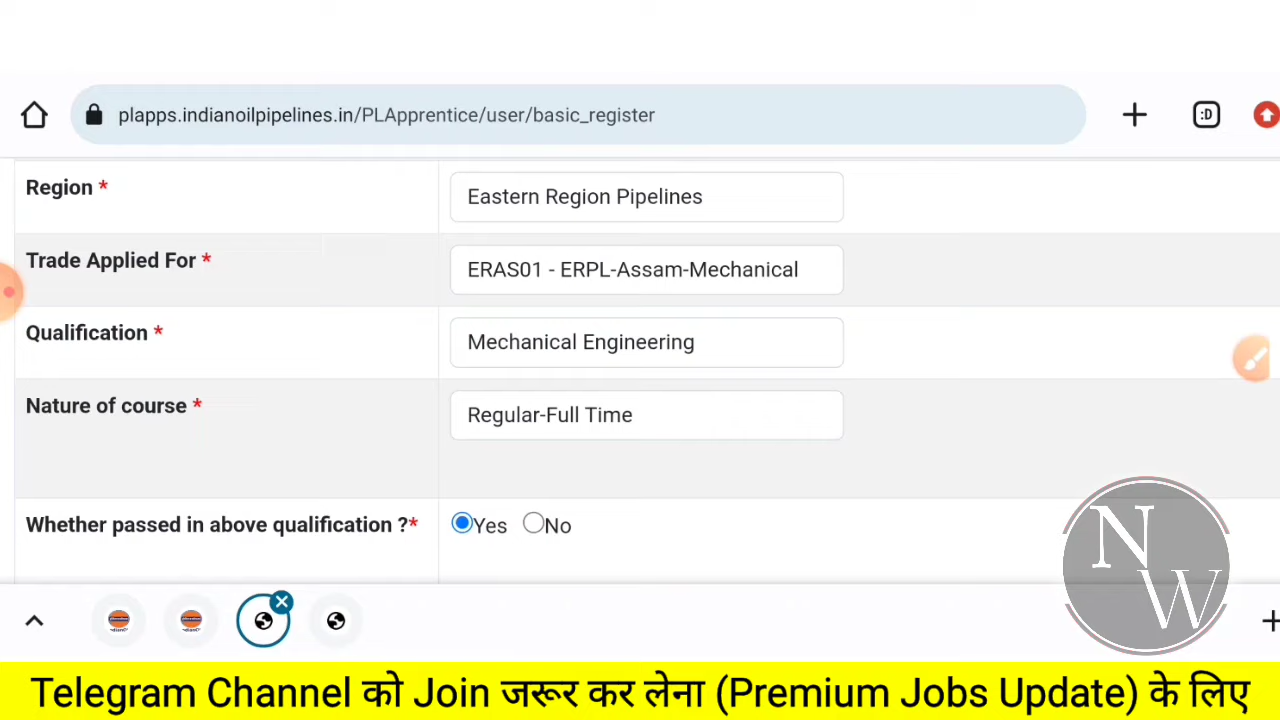 plapps.indianoilpipelines.in/PLApprentice/user/basic_register
:D
Region *
Eastern Region Pipelines
Trade Applied For *
ERAS01 - ERPL-Assam-Mechanical
Qualification *
Mechanical Engineering
Nature of course *
Regular-Full Time
Whether passed in above qualification ?*
Yes No
NW
Telegram Channel को Join जरूर कर लेना (Premium Jobs Update) के लिए